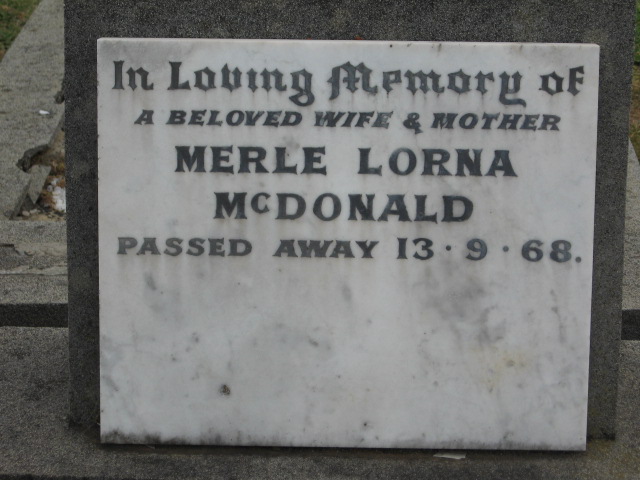 In Loving Memory of
A BELOVED WIFE & MOTHER
MERLE LORNA
McDONALD
PASSED AWAY 13·9·68.